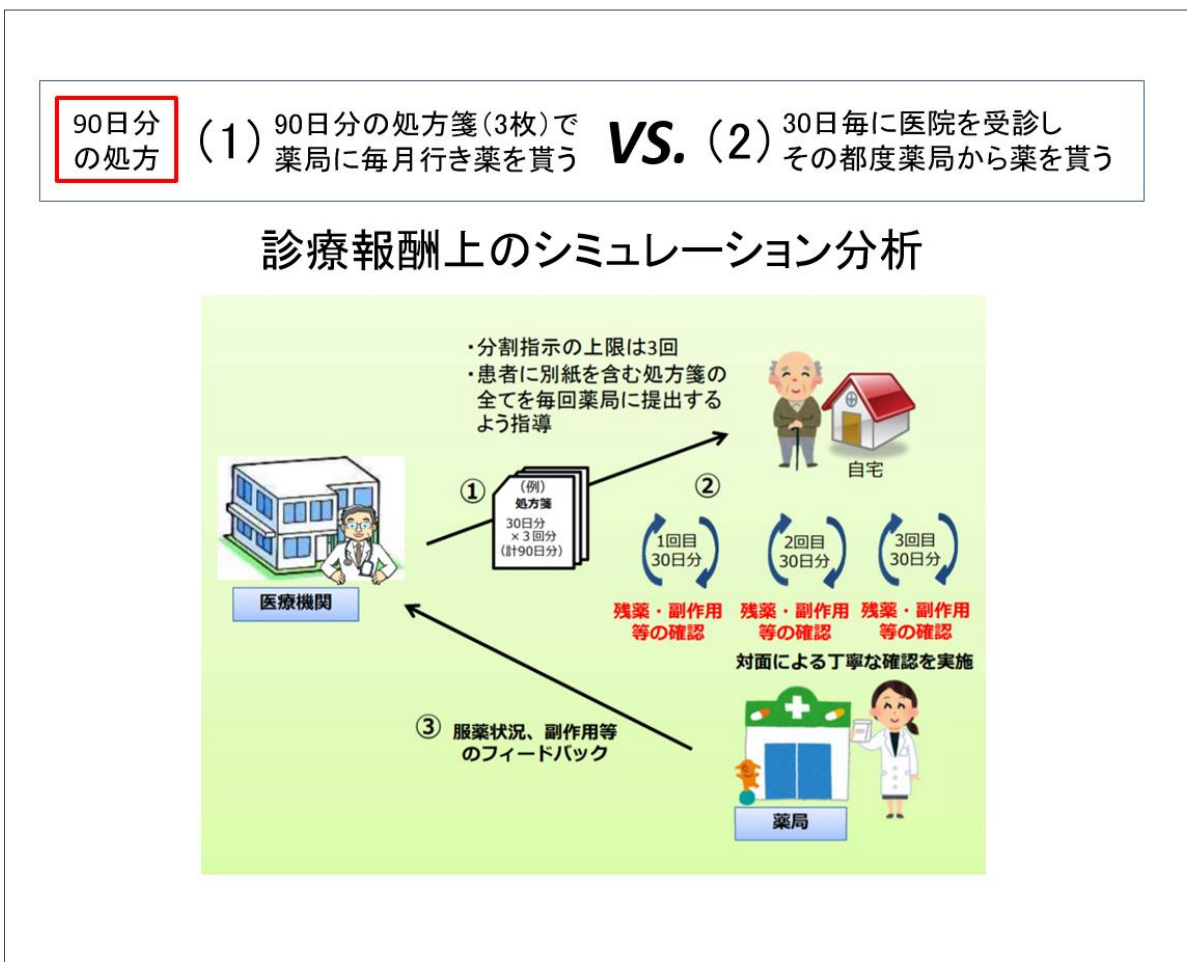 90日分
の処方
(1)
90日分の処方箋(3枚)で
薬局に毎月行き薬を貰う
VS.
(2)
30日毎に医院を受診し
その都度薬局から薬を貰う
診療報酬上のシミュレーション分析
・分割指示の上限は3回
・患者に別紙を含む処方箋の
全てを毎回薬局に提出する
よう指導
自宅
①
(例)
処方箋
30日分
×3回分
(計90日分)
②
1回目
30日分
2回目
30日分
3回目
30日分
医療機関
残薬・副作用
等の確認
残薬・副作用
等の確認
残薬・副作用
等の確認
対面による丁寧な確認を実施
③ 服薬状況、副作用等
のフィードバック
薬局